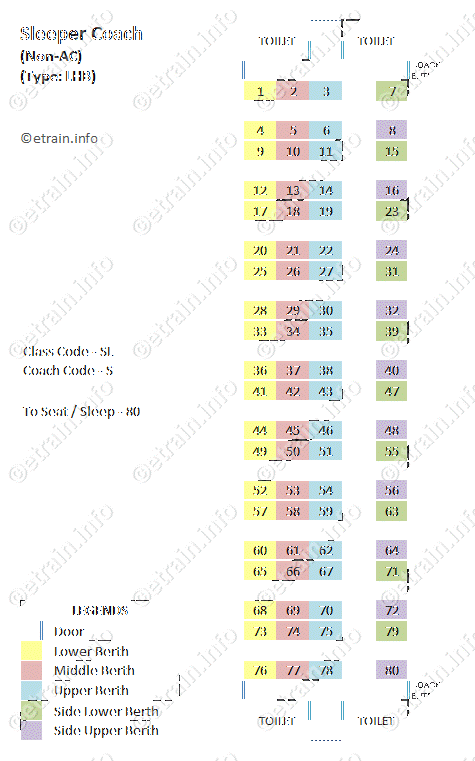 Sleeper Coach
(Non-AC)
(Type: LHB)
©etrain.info
TOILET TOILET
1 2 3 7
4 5 6 8
9 10 11 15
12 13 14 16
17 18 19 23
20 21 22 24
25 26 27 31
28 29 30 32
33 34 35 39
Class Code - SL
Coach Code - S
36 37 38 40
41 42 43 47
To Seat / Sleep - 80
44 45 46 48
49 50 51 55
52 53 54 56
57 58 59 63
60 61 62 64
65 66 67 71
68 69 70 72
73 74 75 79
76 77 78 80
LEGENDS
Door
Lower Berth
Middle Berth
Upper Berth
Side Lower Berth
Side Upper Berth
TOILET TOILET